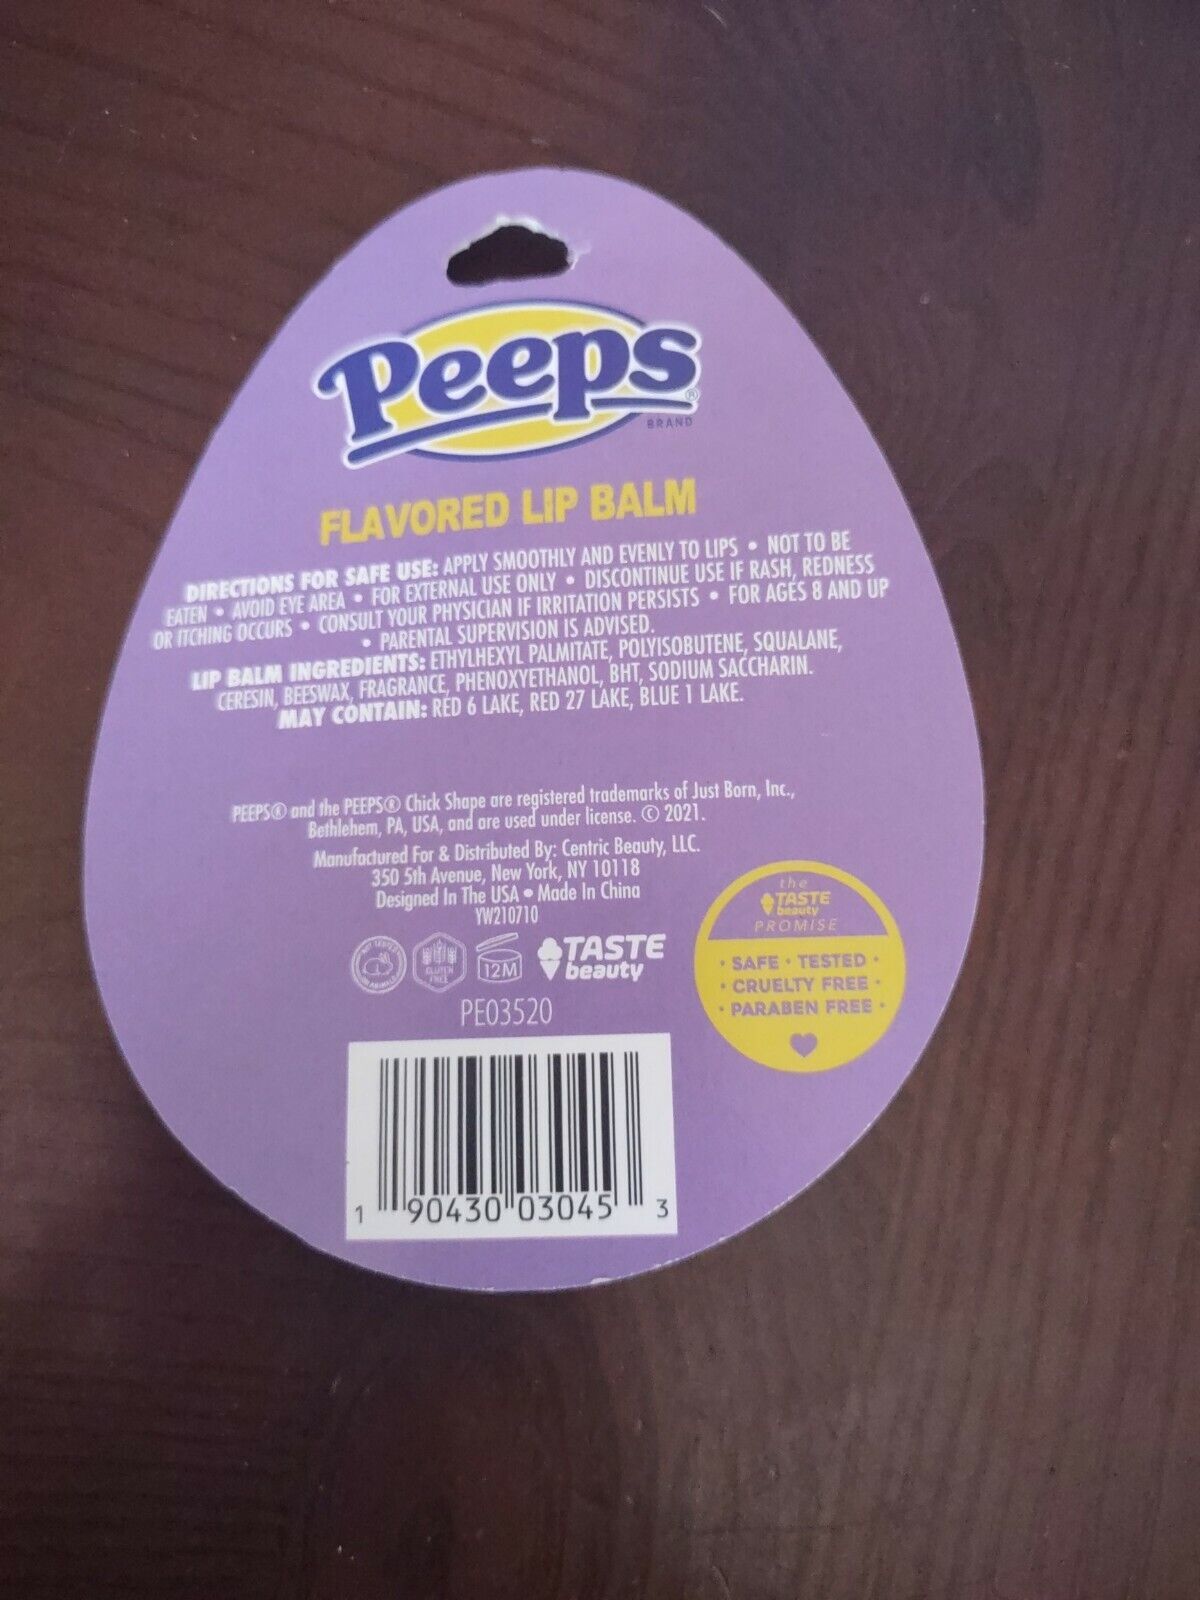 Peeps®
BRAND
FLAVORED LIP BALM
DIRECTIONS FOR SAFE USE: APPLY SMOOTHLY AND EVENLY TO LIPS • NOT TO BE
EATEN • AVOID EYE AREA • FOR EXTERNAL USE ONLY • DISCONTINUE USE IF RASH, REDNESS
OR ITCHING OCCURS • CONSULT YOUR PHYSICIAN IF IRRITATION PERSISTS • FOR AGES 8 AND UP
• PARENTAL SUPERVISION IS ADVISED.
LIP BALM INGREDIENTS: ETHYLHEXYL PALMITATE, POLYISOBUTENE, SQUALANE,
CERESIN, BEESWAX, FRAGRANCE, PHENOXYETHANOL, BHT, SODIUM SACCHARIN.
MAY CONTAIN: RED 6 LAKE, RED 27 LAKE, BLUE 1 LAKE.
PEEPS® and the PEEPS® Chick Shape are registered trademarks of Just Born, Inc.,
Bethlehem, PA, USA, and are used under license. © 2021.
Manufactured For & Distributed By: Centric Beauty, LLC.
350 5th Avenue, New York, NY 10118
Designed In The USA • Made In China
YW210710
NOT TESTED
ON ANIMALS
GLUTEN
FREE
12M
TASTE
beauty
the
TASTE
beauty
PROMISE
• SAFE • TESTED •
• CRUELTY FREE •
• PARABEN FREE •
PE03520
1 90430 03045 3